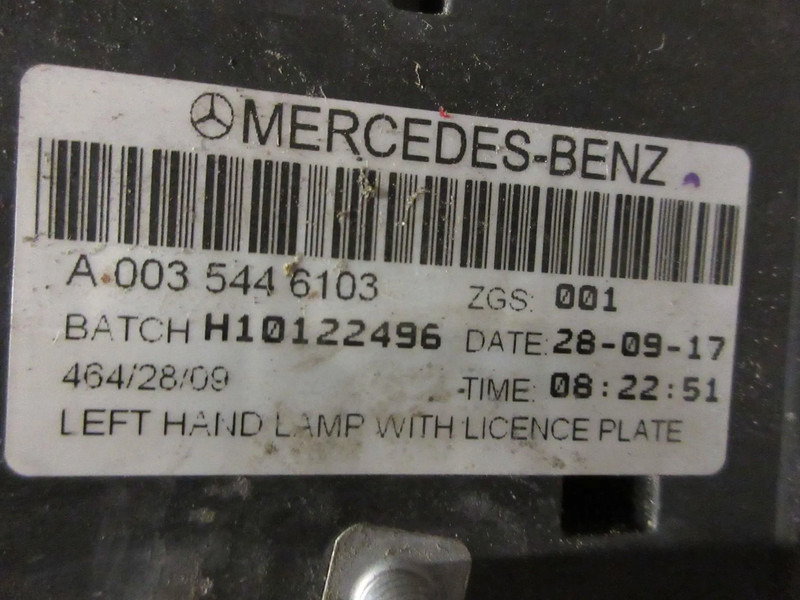 MERCEDES-BENZ
A 003 544 6103 ZGS: 001
BATCH H10122496 DATE: 28-09-17
464/28/09 TIME: 08:22:51
LEFT HAND LAMP WITH LICENCE PLATE